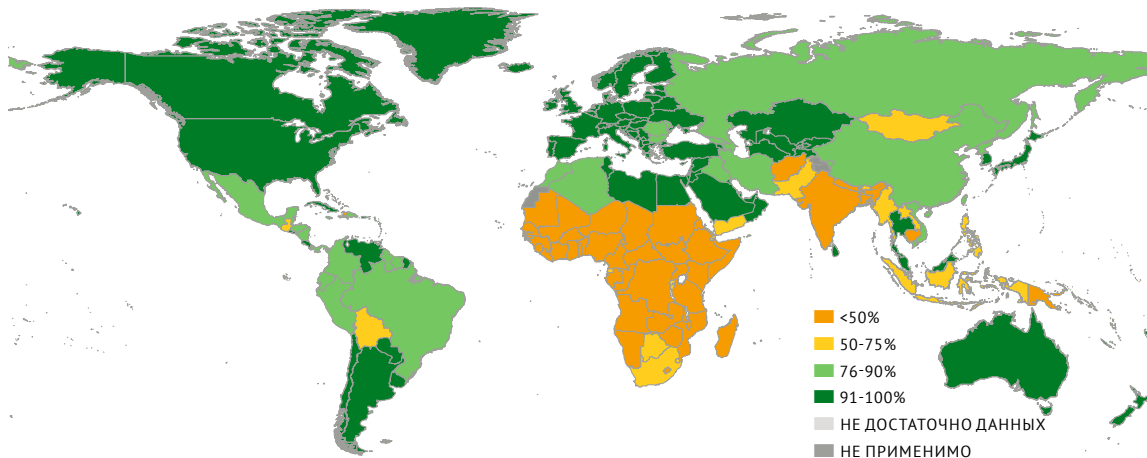 <50%
50-75%
76-90%
91-100%
НЕ ДОСТАТОЧНО ДАННЫХ
НЕ ПРИМЕНИМО